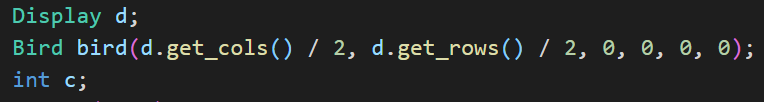 Display d;
Bird bird(d.get_cols() / 2, d.get_rows() / 2, 0, 0, 0, 0);
int c;